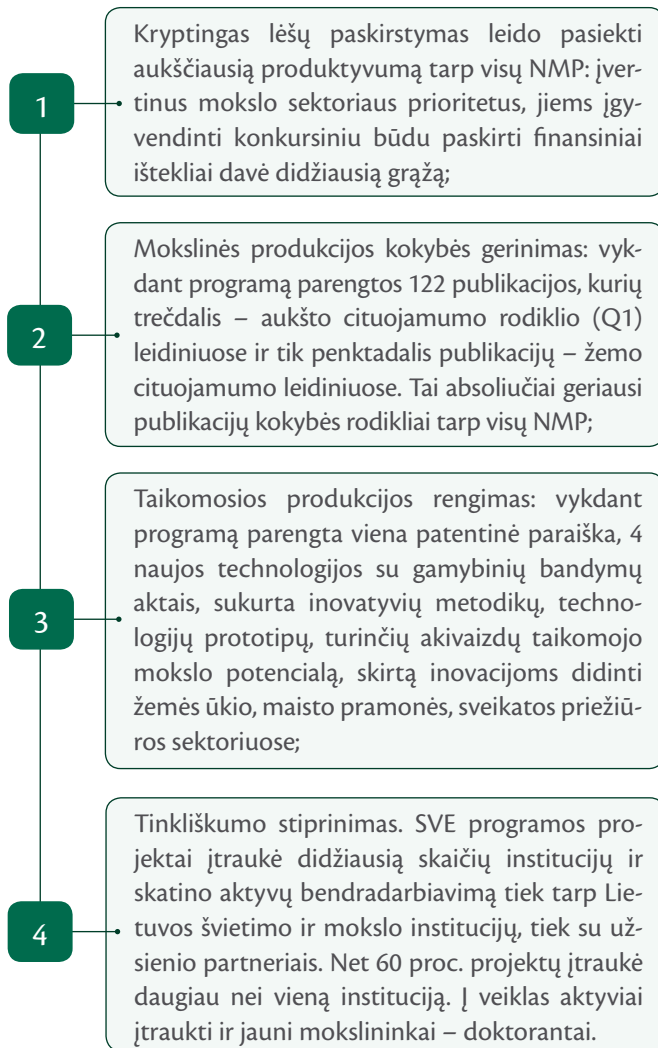 1
Kryptingas lėšų paskirstymas leido pasiekti
aukščiausią produktyvumą tarp visų NMP: įver-
tinus mokslo sektoriaus prioritetus, jiems įgy-
vendinti konkursiniu būdu paskirti finansiniai
ištekliai davė didžiausią grąžą;
2
Mokslinės produkcijos kokybės gerinimas: vyk-
dant programą parengtos 122 publikacijos, kurių
trečdalis – aukšto cituojamumo rodiklio (Q1)
leidiniuose ir tik penktadalis publikacijų – žemo
cituojamumo leidiniuose. Tai absoliučiai geriausi
publikacijų kokybės rodikliai tarp visų NMP;
3
Taikomosios produkcijos rengimas: vykdant
programą parengta viena patentinė paraiška, 4
naujos technologijos su gamybinių bandymų
aktais, sukurta inovatyvių metodikų, techno-
logijų prototipų, turinčių akivaizdų taikomojo
mokslo potencialą, skirtą inovacijoms didinti
žemės ūkio, maisto pramonės, sveikatos priežiū-
ros sektoriuose;
4
Tinkliškumo stiprinimas. SVE programos pro-
jektai įtraukė didžiausią skaičių institucijų ir
skatino aktyvų bendradarbiavimą tiek tarp Lie-
tuvos švietimo ir mokslo institucijų, tiek su už-
sienio partneriais. Net 60 proc. projektų įtraukė
daugiau nei vieną instituciją. Į veiklas aktyviai
įtraukti ir jauni mokslininkai – doktorantai.